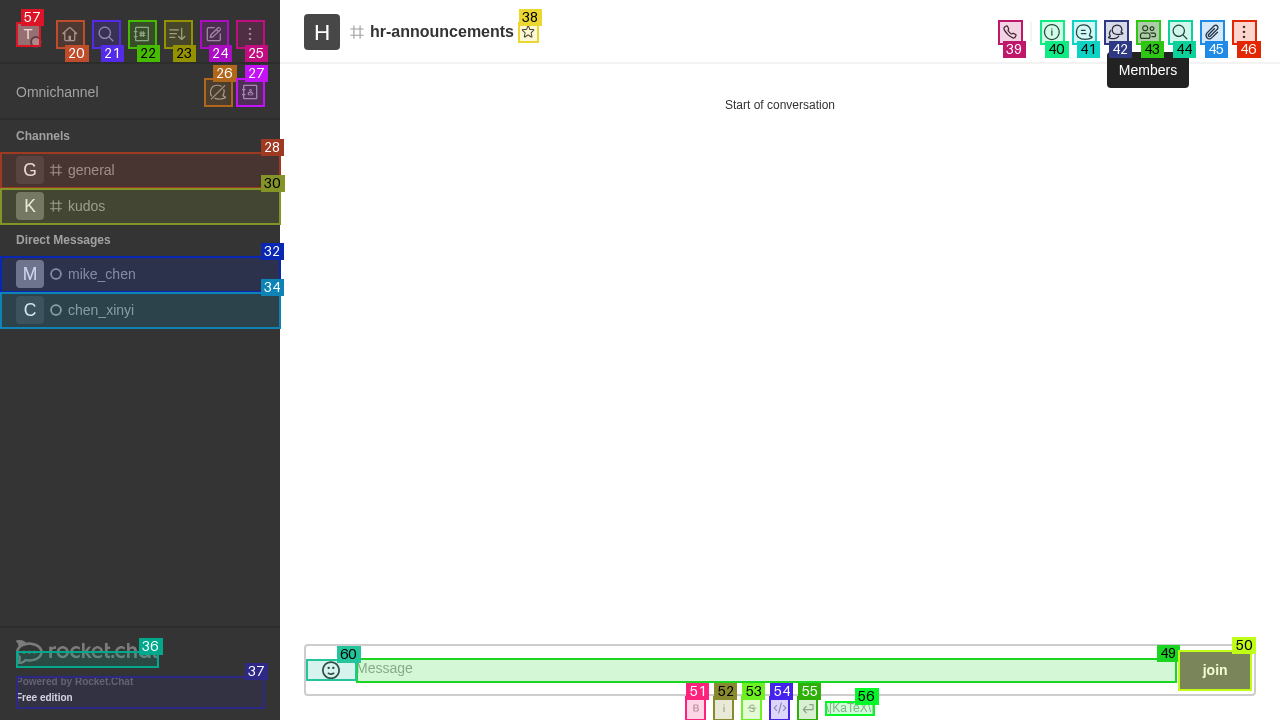 57
T
20
21
22
23
24
25
H
hr-announcements
38
39
40
41
42
43
44
45
46
Members
Omnichannel
26
27
Start of conversation
Channels
28
G
general
30
K
kudos
Direct Messages
32
M
mike_chen
34
C
chen_xinyi
36
rocket.chat
37
Powered by Rocket.Chat
Free edition
60
Message
49
50
join
51
52
53
54
55
56
B
i
S
</>
\[KaTeX\]